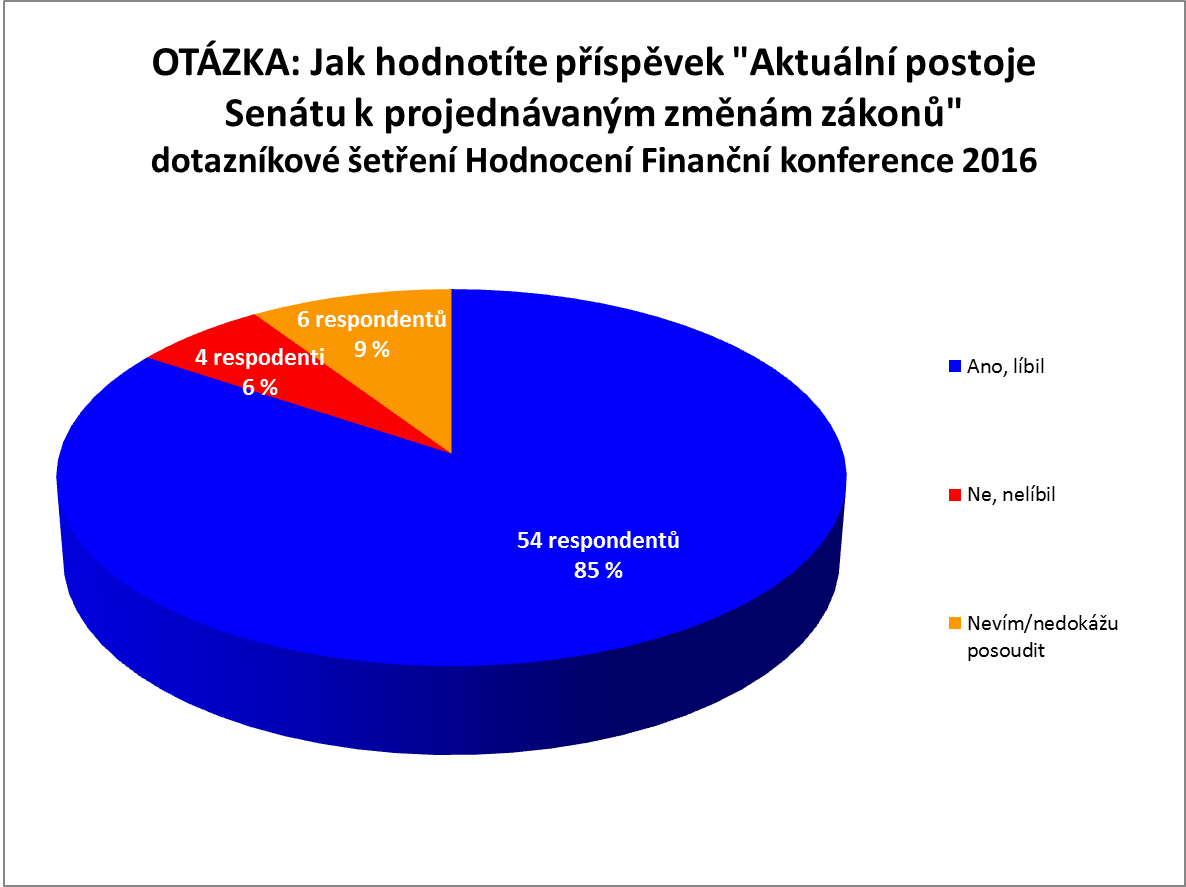 OTÁZKA: Jak hodnotíte příspěvek "Aktuální postoje
Senátu k projednávaným změnám zákonů"
dotazníkové šetření Hodnocení Finanční konference 2016
6 respondentů
9 %
4 respodenti
6 %
54 respondentů
85 %
Ano, líbil
Ne, nelíbil
Nevím/nedokážu
posoudit